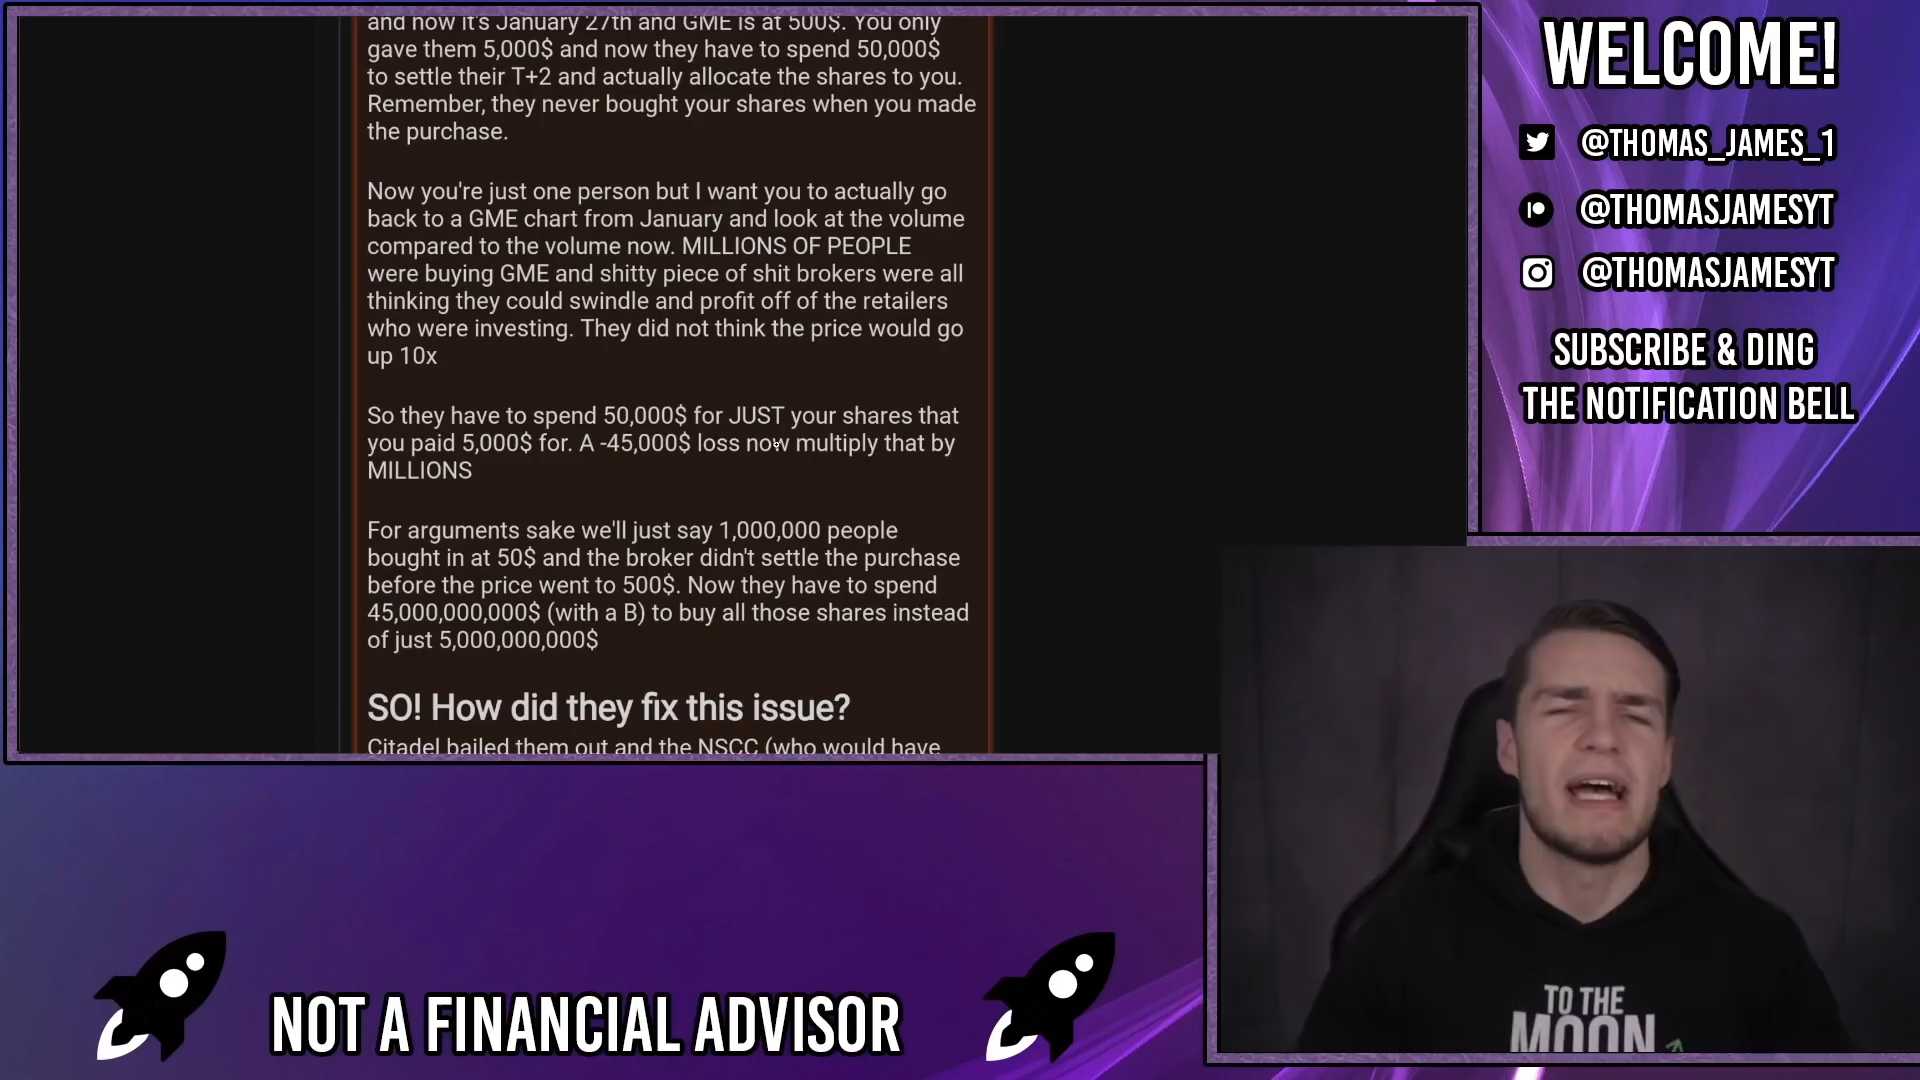 and now it's January 27th and GME is at 500$. You only
gave them 5,000$ and now they have to spend 50,000$
to settle their T+2 and actually allocate the shares to you.
Remember, they never bought your shares when you made
the purchase.
Now you're just one person but I want you to actually go
back to a GME chart from January and look at the volume
compared to the volume now. MILLIONS OF PEOPLE
were buying GME and shitty piece of shit brokers were all
thinking they could swindle and profit off of the retailers
who were investing. They did not think the price would go
up 10x
So they have to spend 50,000$ for JUST your shares that
you paid 5,000$ for. A -45,000$ loss now multiply that by
MILLIONS
For arguments sake we'll just say 1,000,000 people
bought in at 50$ and the broker didn't settle the purchase
before the price went to 500$. Now they have to spend
45,000,000,000$ (with a B) to buy all those shares instead
of just 5,000,000,000$
SO! How did they fix this issue?
Citadel bailed them out and the NSCC (who would have
WELCOME!
@THOMAS_JAMES_1
@THOMASJAMESYT
@THOMASJAMESYT
SUBSCRIBE & DING
THE NOTIFICATION BELL
TO THE
MOON
NOT A FINANCIAL ADVISOR